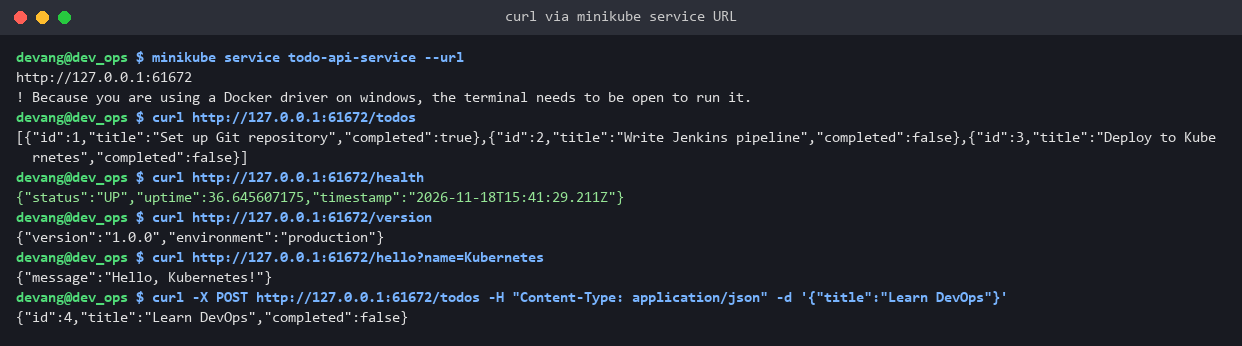 curl via minikube service URL
devang@dev_ops $ minikube service todo-api-service --url
http://127.0.0.1:61672
! Because you are using a Docker driver on windows, the terminal needs to be open to run it.
devang@dev_ops $ curl http://127.0.0.1:61672/todos
[{"id":1,"title":"Set up Git repository","completed":true},{"id":2,"title":"Write Jenkins pipeline","completed":false},{"id":3,"title":"Deploy to Kube
rnetes","completed":false}]
devang@dev_ops $ curl http://127.0.0.1:61672/health
{"status":"UP","uptime":36.645607175,"timestamp":"2026-11-18T15:41:29.211Z"}
devang@dev_ops $ curl http://127.0.0.1:61672/version
{"version":"1.0.0","environment":"production"}
devang@dev_ops $ curl http://127.0.0.1:61672/hello?name=Kubernetes
{"message":"Hello, Kubernetes!"}
devang@dev_ops $ curl -X POST http://127.0.0.1:61672/todos -H "Content-Type: application/json" -d '{"title":"Learn DevOps"}'
{"id":4,"title":"Learn DevOps","completed":false}